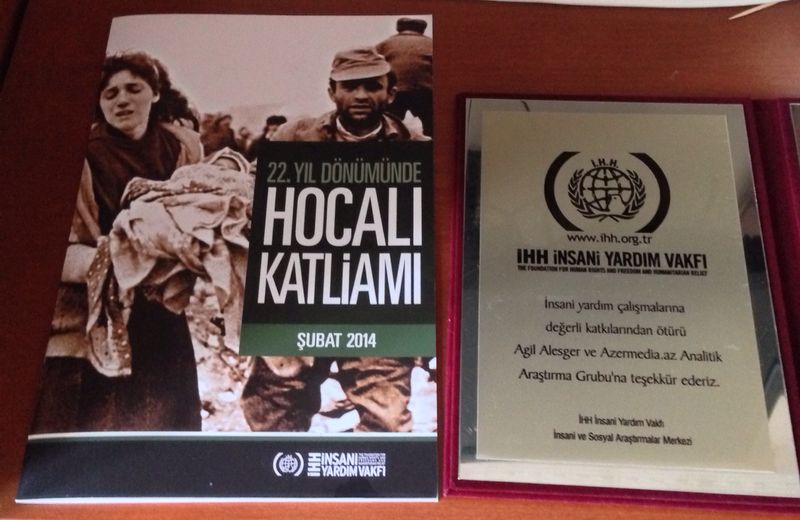 22. YIL DÖNÜMÜNDE
HOCALI
KATLİAMI
ŞUBAT 2014
İHH İNSANİ
YARDIM VAKFI
İ.H.H.
www.ihh.org.tr
İHH İNSANİ YARDIM VAKFI
THE FOUNDATION FOR HUMAN RIGHTS AND FREEDOM AND HUMANITARIAN RELIEF
İnsani yardım çalışmalarına
değerli katkılarından ötürü
Agil Alesger ve Azermedia.az Analitik
Araştırma Grubu'na teşekkür ederiz.
İHH İnsani Yardım Vakfı
İnsani ve Sosyal Araştırmalar Merkezi